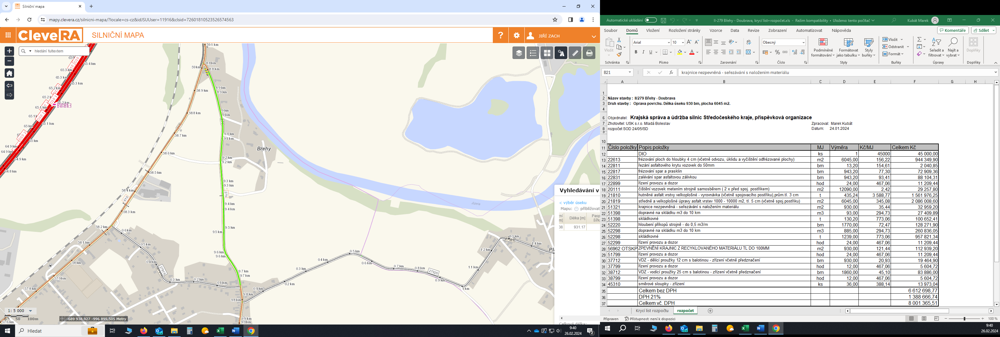 Silniční mapa
mapy.clevera.cz/silnicni-mapa/?locale=cs-cz&idJSUUser=11916&clsid=72601810523526574563
CleveRA
SILNIČNÍ MAPA
?
JIŘÍ ZACH
hledání fultextem
59.1 km
8.8 km
59 km
8.8 km
65.4 km
65.3 km
65.3 km
65.3 km
65.2 km
58.9 km
8.9 km
8.9 km
65.2 km
65.1 km
9 km
9 km
58.8 km
65.1 km
65 km
65 km
9.1 km
9.1 km
58.7 km
64.9 km
64.9 km
64.9 km
Břehy
58.6 km
9.2 km
9.2 km
64.8 km
58.5 km
9.3 km
9.3 km
58.4 km
279
610
9.4 km
9.4 km
Jizera
58.3 km
58.2 km
9.5 km
9.5 km
0.6 km
58.1 km
0.5 km
9.6 km
9.6 km
0.5 km
0.6 km
0.4 km
0.4 km
58 km
27919
9.7 km
9.7 km
0.3 km
0.7 km
0.8 km
27920
1.1 km
1.2 km
1.3 km
1.4 km
57.9 km
0.3 km
0.2 km
0.1 km
0.2 km
0.9 km
1 km
57.8 km
0.1 km
9.8 km
9.8 km
9.9 km
9.9 km
57.6 km
Vyhledávání v
< výběr úseku
Mapu: přibližovat
Délka [m]
38 931.17
Celková délka:
1: 5 000
0 50 100m
-689 938,927 -996 895,505 Metry
Hledat
9:40
26.02.2024
2
Automatické ukládání
II-279 Břehy - Doubrava, krycí list+rozpočet.xls - Režim kompatibility • Uloženo: tento počítač
Kubát Marek
Soubor Domů Vložení Rozložení stránky Vzorce Data Revize Zobrazení Automatizovat Nápověda
Komentáře Sdílet
Vložit
Arial 10
Obecný
Podmíněné formátování
Formátovat jako tabulku
Styly buňky
Vložit
Odstranit
Formát
Seřadit a filtrovat
Najít a vybrat
Doplňky
Schránka Písmo Zarovnání Číslo Styly Buňky Úpravy Doplňky
B21 krajnice nezpevněná - seřezávání s naložením materiálu
A B C D E F G H
1
2 Název stavby : II/279 Břehy - Doubrava
3 Druh stavby : Oprava povrchu. Délka úseku 930 bm, plocha 6045 m2.
4
6 Objednatel: Krajská správa a údržba silnic Středočeského kraje, příspěvková organizace
7 Zhotovitel: USK s.r.o. Mladá Boleslav Zpracoval: Marek Kubát
8 rozpočet SOD 24/05/SD Datum: 24.01.2024
9
10
11 Číslo položky Popis položky MJ Výměra Kč/MJ Celkem Kč
12 DIO ks 1 45000 45 000,00
13 22613 frézování ploch do hloubky 4 cm (včetně odvozu, úklidu a vyčištění odfrézované plochy) m2 6045,00 156,22 944 349,90
14 22811 řezání asfaltového krytu vozovek do 50mm bm 13,20 154,61 2 040,85
15 22817 frézování spar a prasklin bm 943,20 77,30 72 909,36
16 22831 zalévání spar asfaltovou zálivkou bm 943,20 93,41 88 104,31
17 22899 řízení provozu a dozor hod 24,00 467,06 11 209,44
18 20111 čištění vozovek metením strojně samosběrem ( 2 x před spoj. postřikem) m2 12090,00 2,42 29 257,80
19 21810 hutněné asfalt.vrstvy velkoplošné - vyrovnávka (včetně spojovacího postřiku),prům.tl. 3 cm t 435,24 3 588,77 1 561 976,25
20 21819 středně a velkoplošné úpravy asfalt.vrstev 1000 - 10000 m2, tl. 5 cm (včetně spoj.postřiku) m2 6045,00 345,08 2 086 008,60
21 51321 krajnice nezpevněná - seřezávání s naložením materiálu m2 930,00 35,44 32 959,20
22 51398 dopravné na skládku m3 do 10 km m3 93,00 294,73 27 409,89
23 51398 skládkovné t 130,20 773,06 100 652,41
24 52220 hloubení příkopů strojně - do 0,5 m3/m bm 1770,00 72,47 128 271,90
25 52298 dopravné na skládku m3 do 10 km m3 885,00 294,73 260 836,05
26 52298 skládkovné t 1239,00 773,06 957 821,34
27 52299 řízení provozu a dozor hod 24,00 467,06 11 209,44
28 56962 OTSKP ZPEVNĚNÍ KRAJNIC Z RECYKLOVANÉHO MATERIÁLU TL DO 100MM m2 930,00 121,44 112 939,20
29 51799 řízení provozu a dozor hod 24,00 467,06 11 209,44
30 37712 VDZ - dělící proužky 12 cm s balotinou - zřízení včetně předznačení bm 930,00 20,93 19 464,90
31 37799 řízení provozu a dozor hod 12,00 467,06 5 604,72
32 38712 VDZ - vodící proužky 25 cm s balotinou - zřízení včetně předznačení bm 1860,00 45,10 83 886,00
33 38799 řízení provozu a dozor hod 12,00 467,06 5 604,72
34 45310 směrové sloupky - zřízení ks 36,00 388,14 13 973,04
35 Celkem bez DPH 6 612 698,77
36 DPH 21% 1 388 666,74
37 Celkem vč. DPH 8 001 365,51
Krycí list rozpočtu rozpočet
Připraven Přístupnost: není k dispozici 100 %
9:40
26.02.2024